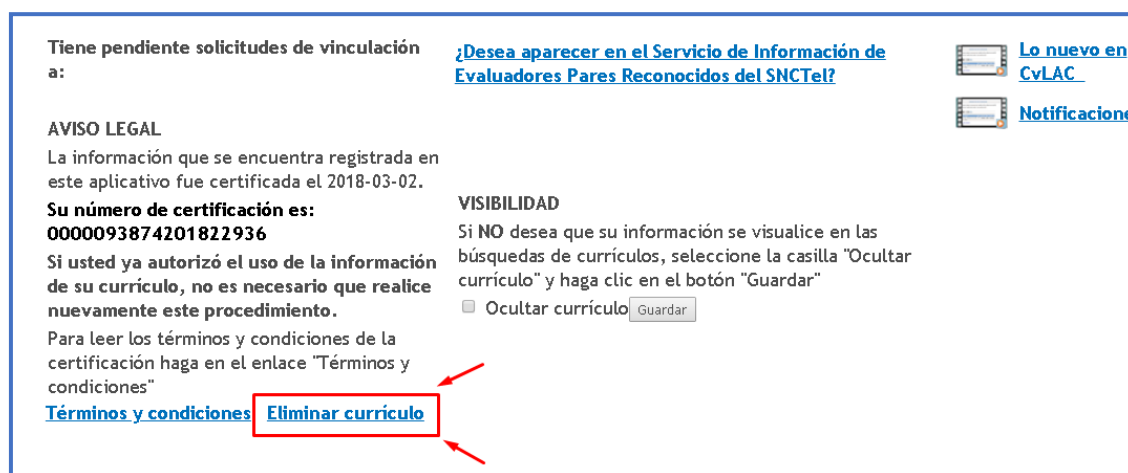 Tiene pendiente solicitudes de vinculación
a:
AVISO LEGAL
La información que se encuentra registrada en
este aplicativo fue certificada el 2018-03-02.
Su número de certificación es:
0000093874201822936
Si usted ya autorizó el uso de la información
de su currículo, no es necesario que realice
nuevamente este procedimiento.
Para leer los términos y condiciones de la
certificación haga en el enlace "Términos y
condiciones"
Términos y condiciones Eliminar currículo
¿Desea aparecer en el Servicio de Información de
Evaluadores Pares Reconocidos del SNCTeI?
VISIBILIDAD
Si NO desea que su información se visualice en las
búsquedas de currículos, seleccione la casilla "Ocultar
currículo" y haga clic en el botón "Guardar"
Ocultar currículo Guardar
Lo nuevo en
CvLAC
Notificacione